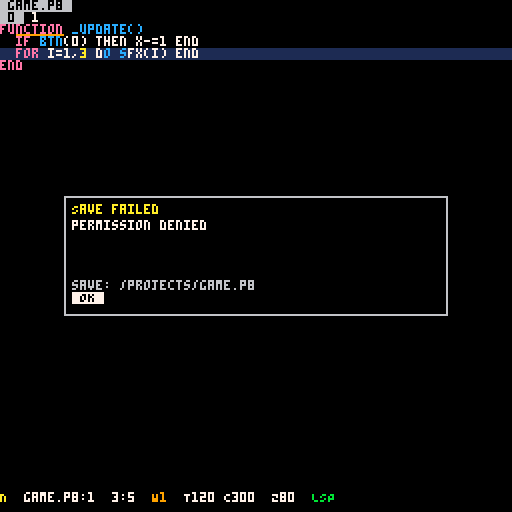 GAME.P8
0 1
FUNCTION _UPDATE()
IF BTN(0) THEN X-=1 END
FOR I=1,3 DO SFX(I) END
END
SAVE FAILED
PERMISSION DENIED
SAVE: /PROJECTS/GAME.P8
OK
N GAME.P8:1 3:5 W1 T120 C300 Z80 LSP